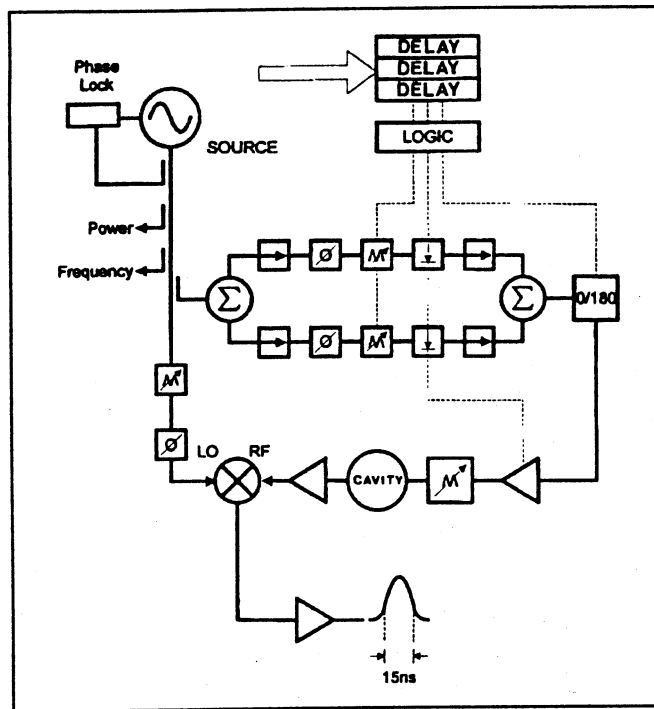 DELAY
DELAY
DELAY
Phase
Lock
LOGIC
SOURCE
Power
Frequency
Σ
Σ
0/180
Ø
Ø
Ø
LO
RF
CAVITY
15ns